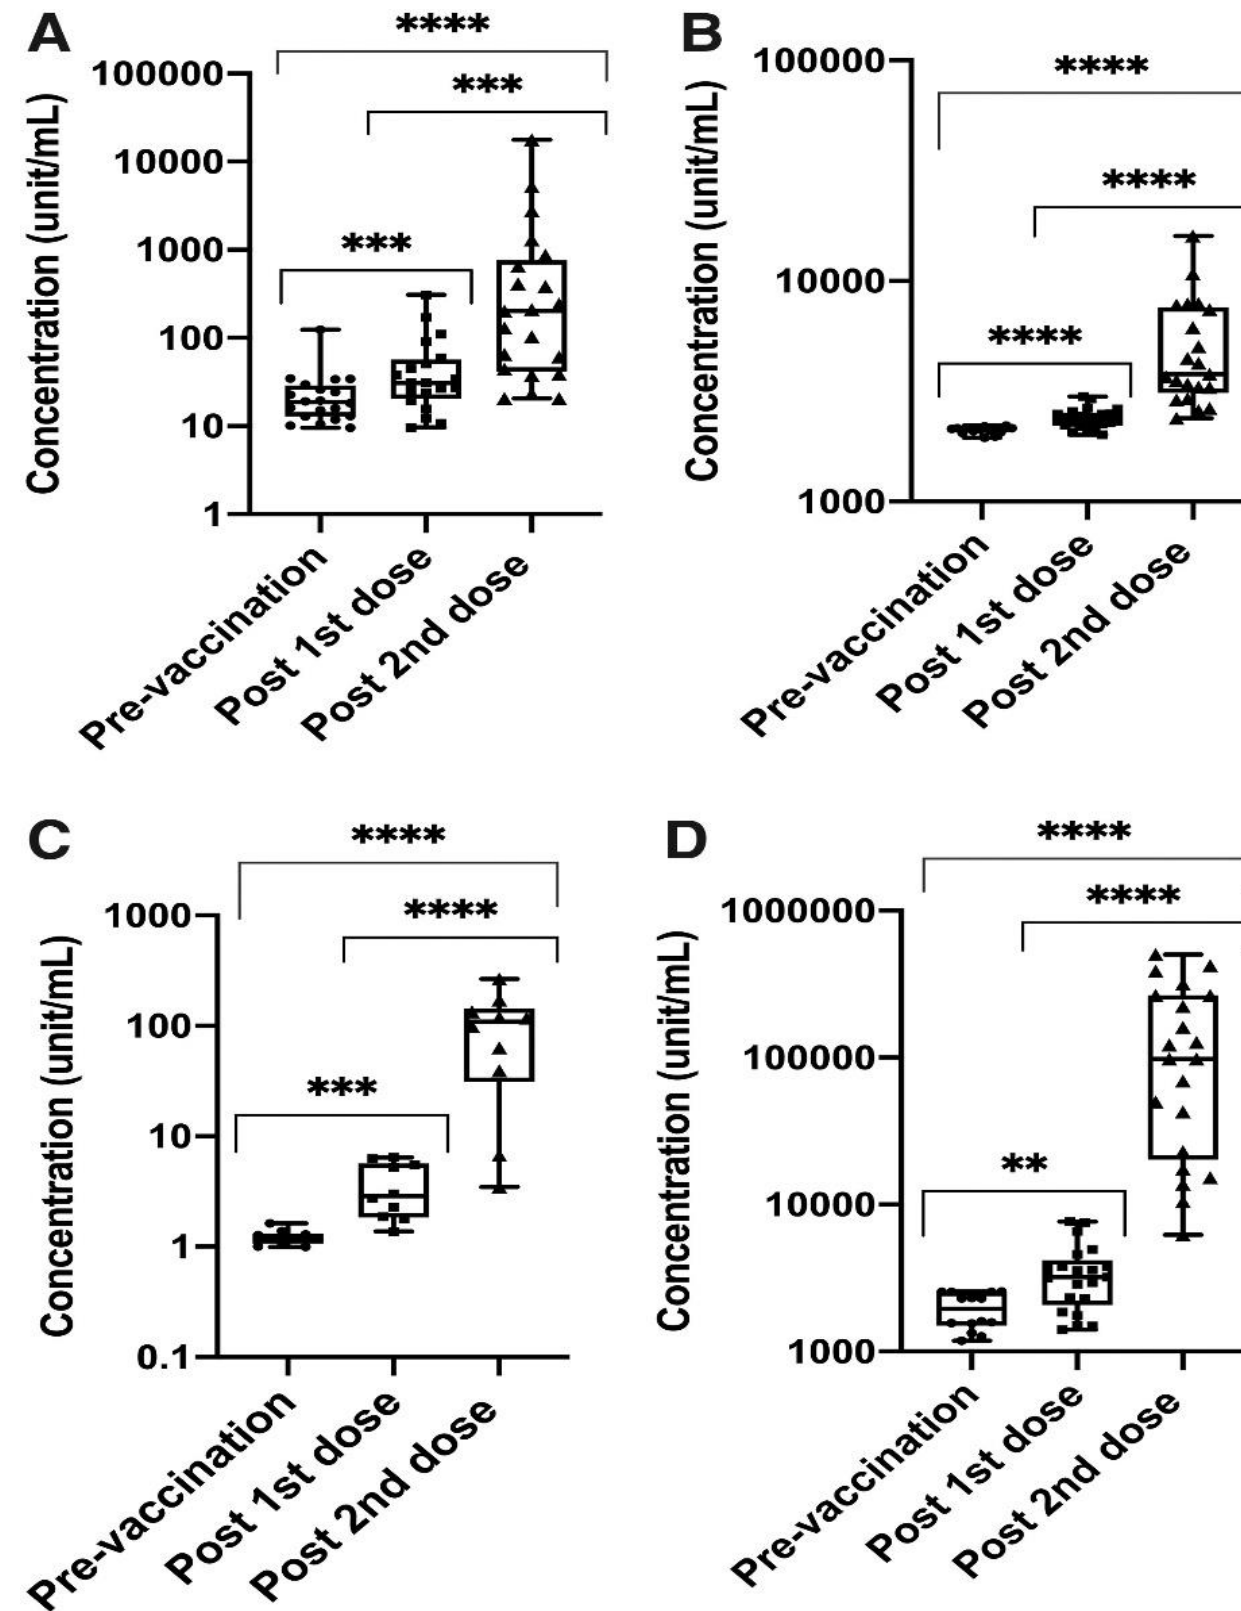 A
****
***
***
100000
10000
1000
100
10
1
Concentration (unit/mL)
Pre-vaccination
Post 1st dose
Post 2nd dose
B
****
****
****
100000
10000
1000
Concentration (unit/mL)
Pre-vaccination
Post 1st dose
Post 2nd dose
C
****
****
***
1000
100
10
1
0.1
Concentration (unit/mL)
Pre-vaccination
Post 1st dose
Post 2nd dose
D
****
****
**
1000000
100000
10000
1000
Concentration (unit/mL)
Pre-vaccination
Post 1st dose
Post 2nd dose